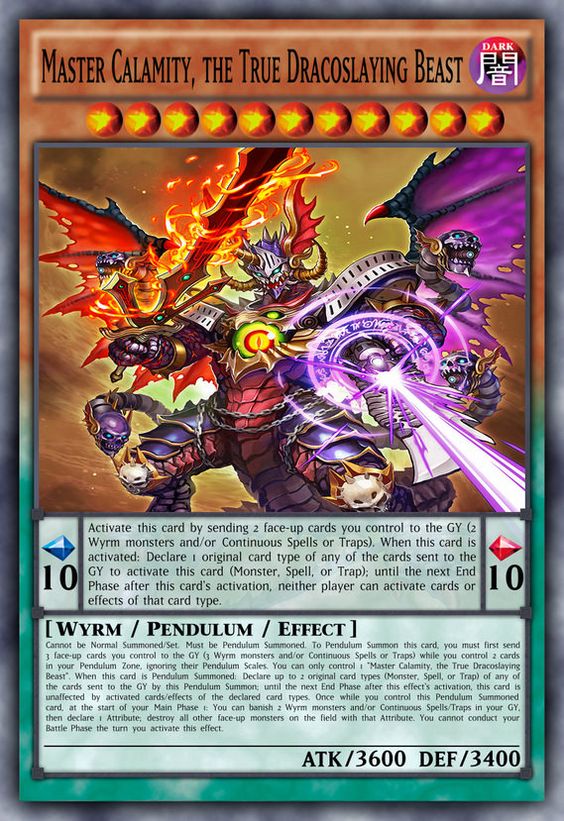 MASTER CALAMITY, THE TRUE DRACOSLAYING BEAST
DARK
闇
Activate this card by sending 2 face-up cards you control to the GY (2
Wyrm monsters and/or Continuous Spells or Traps). When this card is
activated: Declare 1 original card type of any of the cards sent to the
GY to activate this card (Monster, Spell, or Trap); until the next End
Phase after this card's activation, neither player can activate cards or
effects of that card type.
10
10
[ WYRM / PENDULUM / EFFECT ]
Cannot be Normal Summoned/Set. Must be Pendulum Summoned. To Pendulum Summon this card, you must first send
3 face-up cards you control to the GY (3 Wyrm monsters and/or Continuous Spells or Traps) while you control 2 cards
in your Pendulum Zone, ignoring their Pendulum Scales. You can only control 1 "Master Calamity, the True Dracoslaying
Beast". When this card is Pendulum Summoned: Declare up to 2 original card types (Monster, Spell, or Trap) of any of
the cards sent to the GY by this Pendulum Summon; until the next End Phase after this effect's activation, this card is
unaffected by activated cards/effects of the declared card types. Once while you control this Pendulum Summoned
card, at the start of your Main Phase 1: You can banish 2 Wyrm monsters and/or Continuous Spells/Traps in your GY,
then declare 1 Attribute; destroy all other face-up monsters on the field with that Attribute. You cannot conduct your
Battle Phase the turn you activate this effect.
ATK/3600 DEF/3400